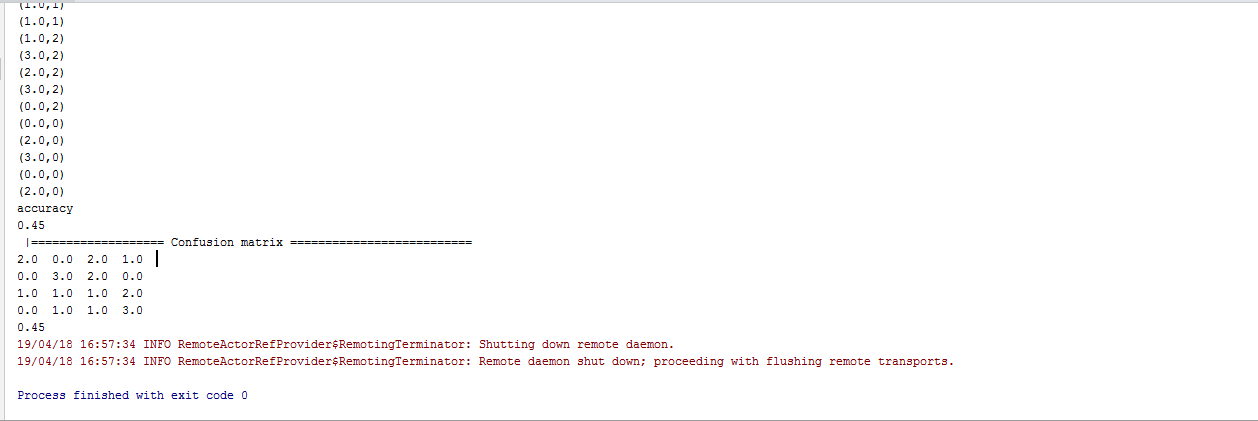 (1.0,1)
(1.0,1)
(1.0,2)
(3.0,2)
(2.0,2)
(3.0,2)
(0.0,2)
(0.0,0)
(2.0,0)
(3.0,0)
(0.0,0)
(2.0,0)
accuracy
0.45
|=================== Confusion matrix ==========================
2.0 0.0 2.0 1.0
0.0 3.0 2.0 0.0
1.0 1.0 1.0 2.0
0.0 1.0 1.0 3.0
0.45
19/04/18 16:57:34 INFO RemoteActorRefProvider$RemotingTerminator: Shutting down remote daemon.
19/04/18 16:57:34 INFO RemoteActorRefProvider$RemotingTerminator: Remote daemon shut down; proceeding with flushing remote transports.
Process finished with exit code 0